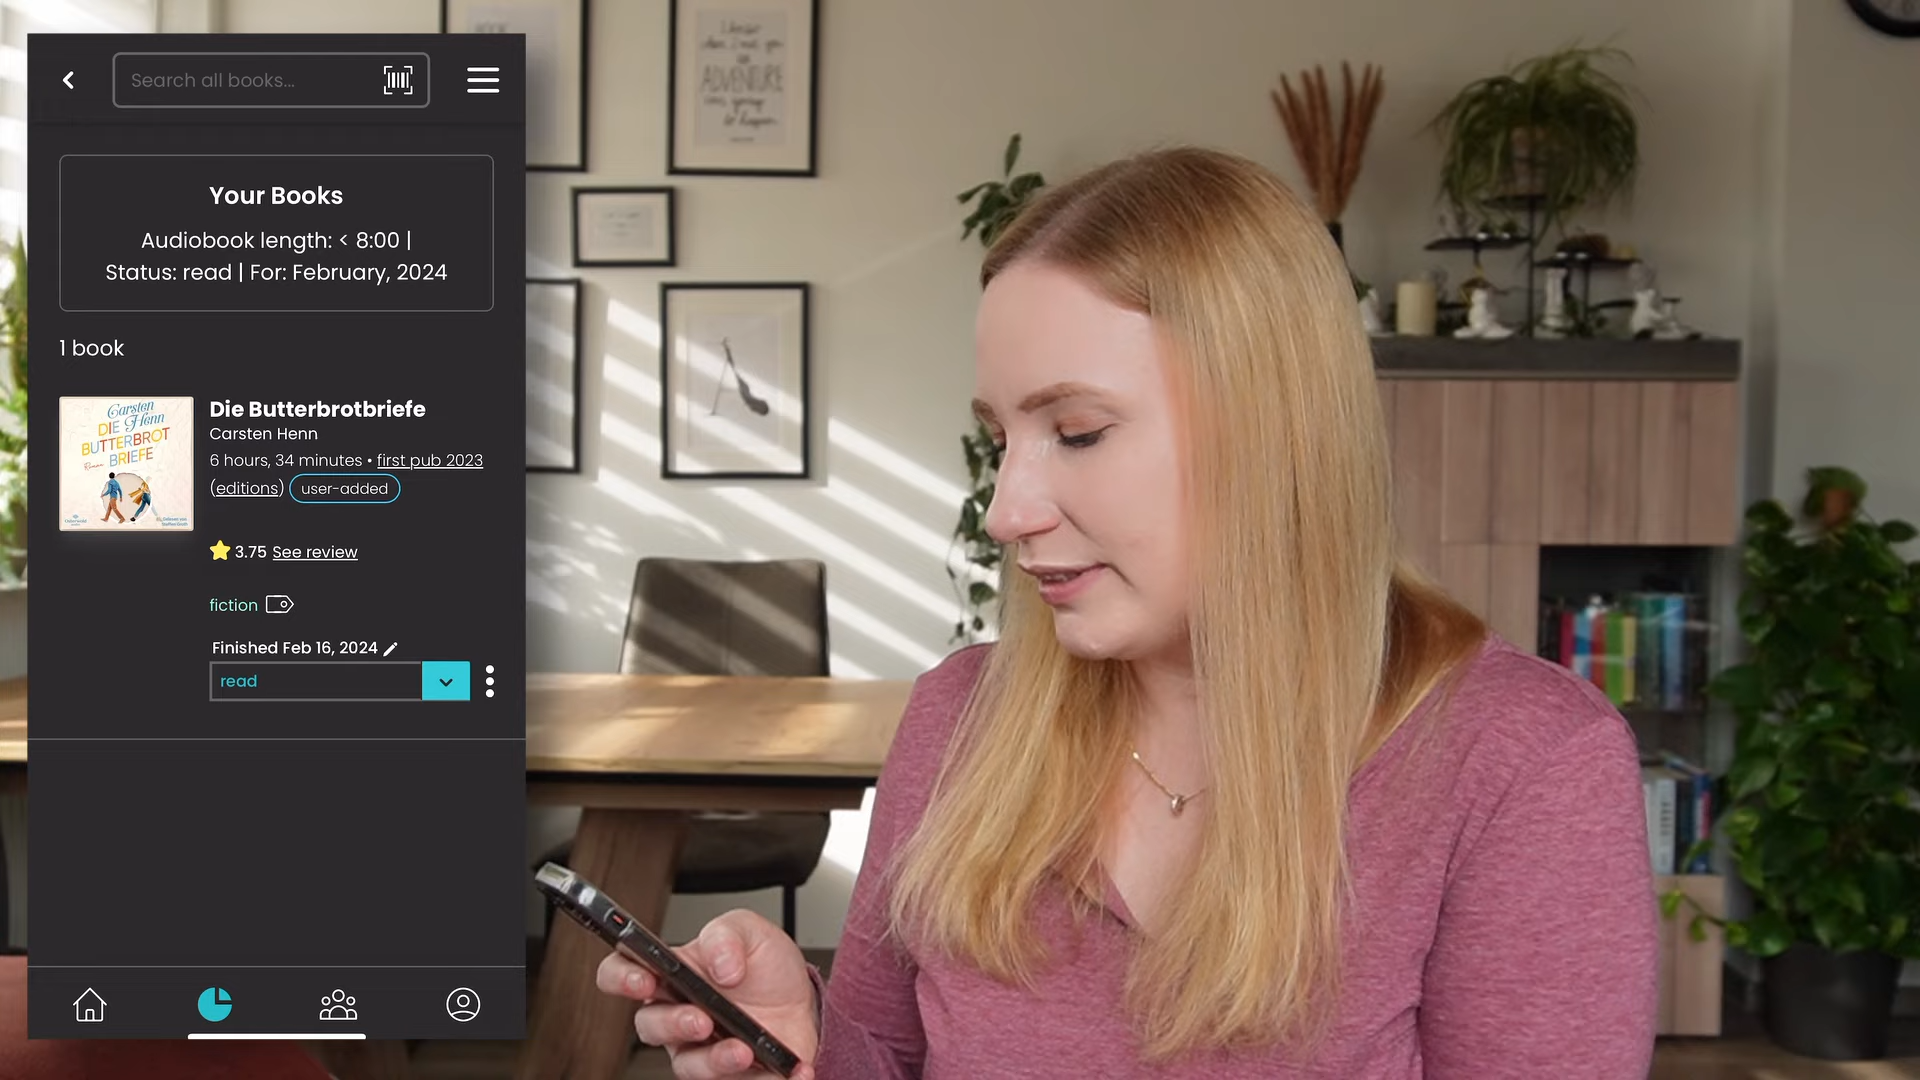 Search all books...
Your Books
Audiobook length: < 8:00 |
Status: read | For: February, 2024
1 book
Carsten
Henn
DIE
BUTTERBROT
BRIEFE
Roman
Die Butterbrotbriefe
Carsten Henn
6 hours, 34 minutes • first pub 2023
(editions) user-added
3.75 See review
fiction
Finished Feb 16, 2024
read
ADVENTURE